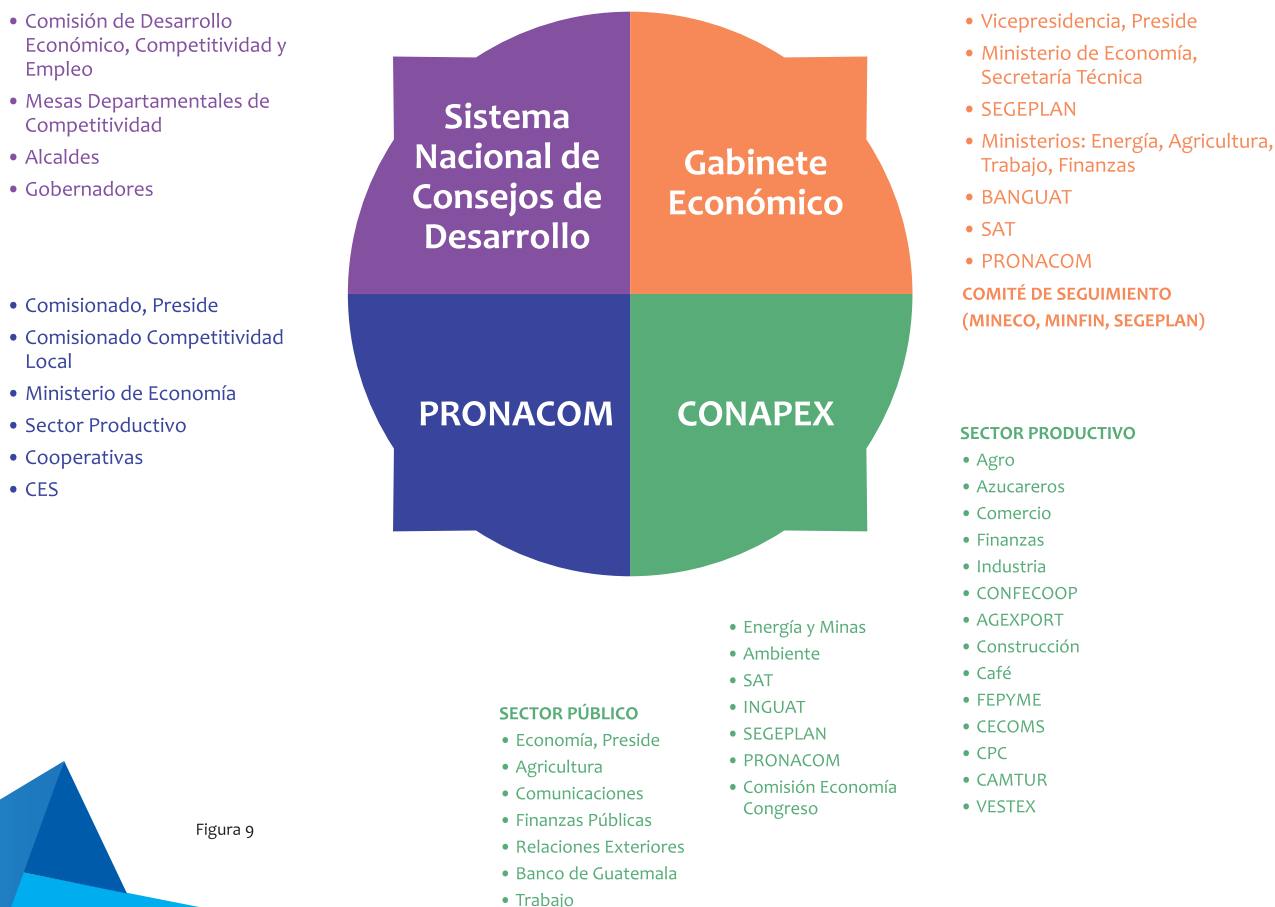 • Comisión de Desarrollo
Económico, Competitividad y
Empleo
• Mesas Departamentales de
Competitividad
• Alcaldes
• Gobernadores
Sistema
Nacional de
Consejos de
Desarrollo
Gabinete
Económico
• Vicepresidencia, Preside
• Ministerio de Economía,
Secretaría Técnica
• SEGEPLAN
• Ministerios: Energía, Agricultura,
Trabajo, Finanzas
• BANGUAT
• SAT
• PRONACOM
COMITÉ DE SEGUIMIENTO
(MINECO, MINFIN, SEGEPLAN)
• Comisionado, Preside
• Comisionado Competitividad
Local
• Ministerio de Economía
• Sector Productivo
• Cooperativas
• CES
PRONACOM
CONAPEX
SECTOR PRODUCTIVO
• Agro
• Azucareros
• Comercio
• Finanzas
• Industria
• CONFECOOP
• AGEXPORT
• Construcción
• Café
• FEPYME
• CECOMS
• CPC
• CAMTUR
• VESTEX
SECTOR PÚBLICO
• Economía, Preside
• Agricultura
• Comunicaciones
• Finanzas Públicas
• Relaciones Exteriores
• Banco de Guatemala
• Trabajo
• Energía y Minas
• Ambiente
• SAT
• INGUAT
• SEGEPLAN
• PRONACOM
• Comisión Economía
Congreso
Figura 9